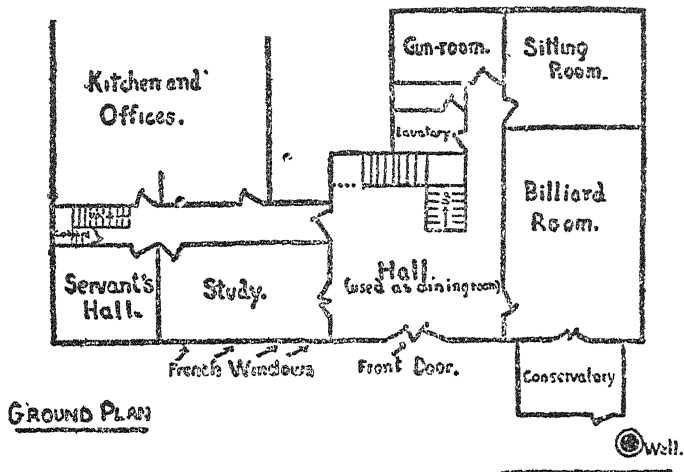 Gun-room.
Sitting
Room.
Kitchen and
Offices.
Lavatory.
Billiard
Room.
Hall.
(used as dining room)
Servant's
Hall.
Study.
French Windows
Front Door.
Conservatory
GROUND PLAN
Well.